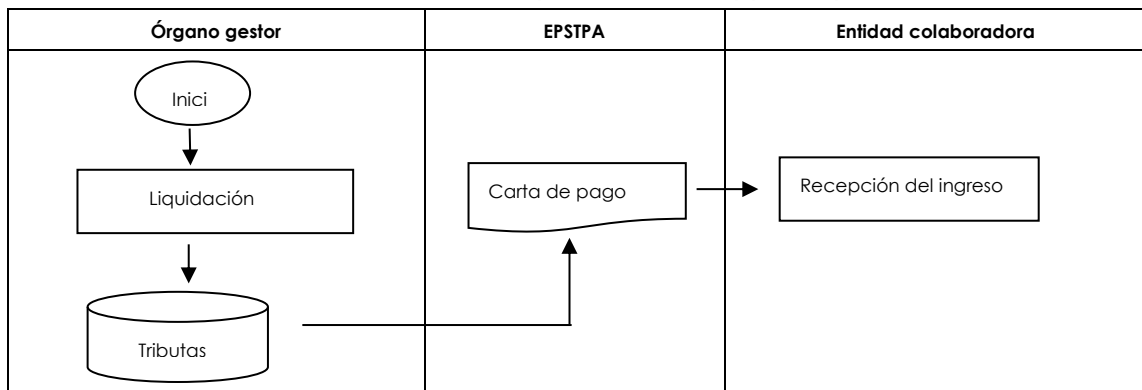 Órgano gestor
EPSTPA
Entidad colaboradora
Inici
Liquidación
Carta de pago
Recepción del ingreso
Tributas